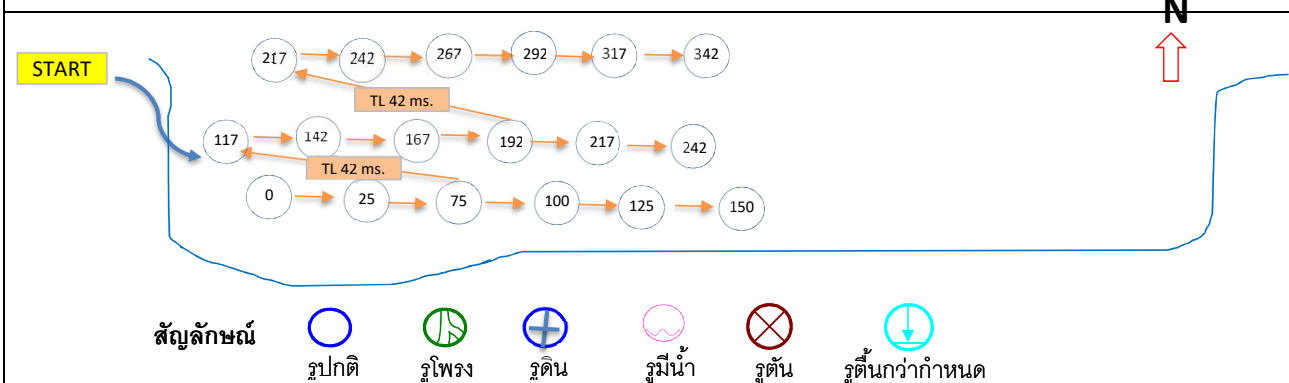 N
START
217 242 267 292 317 342
TL 42 ms.
117 142 167 192 217 242
TL 42 ms.
0 25 75 100 125 150
สัญลักษณ์
รูปกติ รูโพรง รูดิน รูมีน้ำ รูตัน รูตื้นกว่ากำหนด